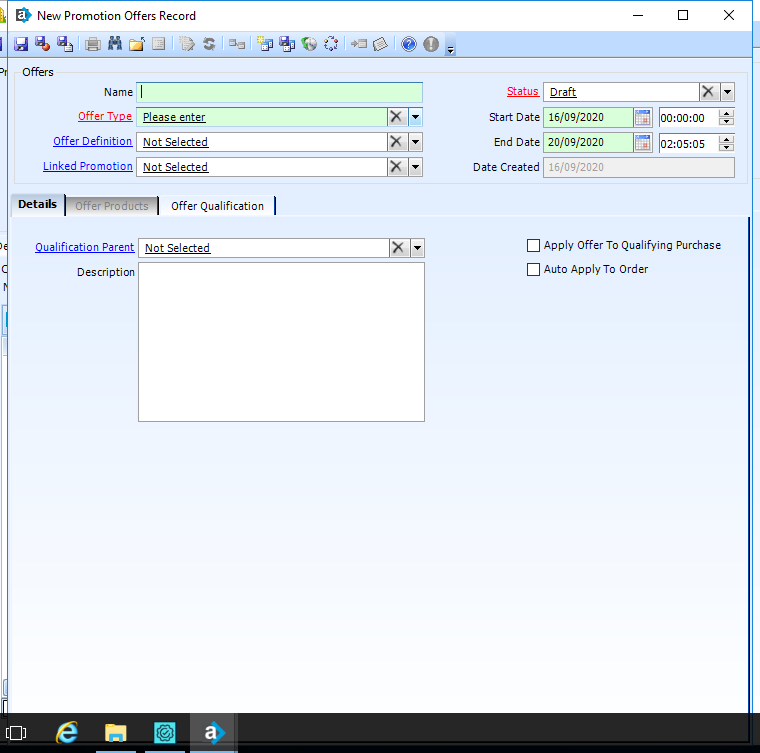 New Promotion Offers Record
Offers
Name
Status Draft
Offer Type Please enter
Start Date 16/09/2020 00:00:00
Offer Definition Not Selected
End Date 20/09/2020 02:05:05
Linked Promotion Not Selected
Date Created 16/09/2020
Details Offer Products Offer Qualification
Qualification Parent Not Selected
Apply Offer To Qualifying Purchase
Description
Auto Apply To Order